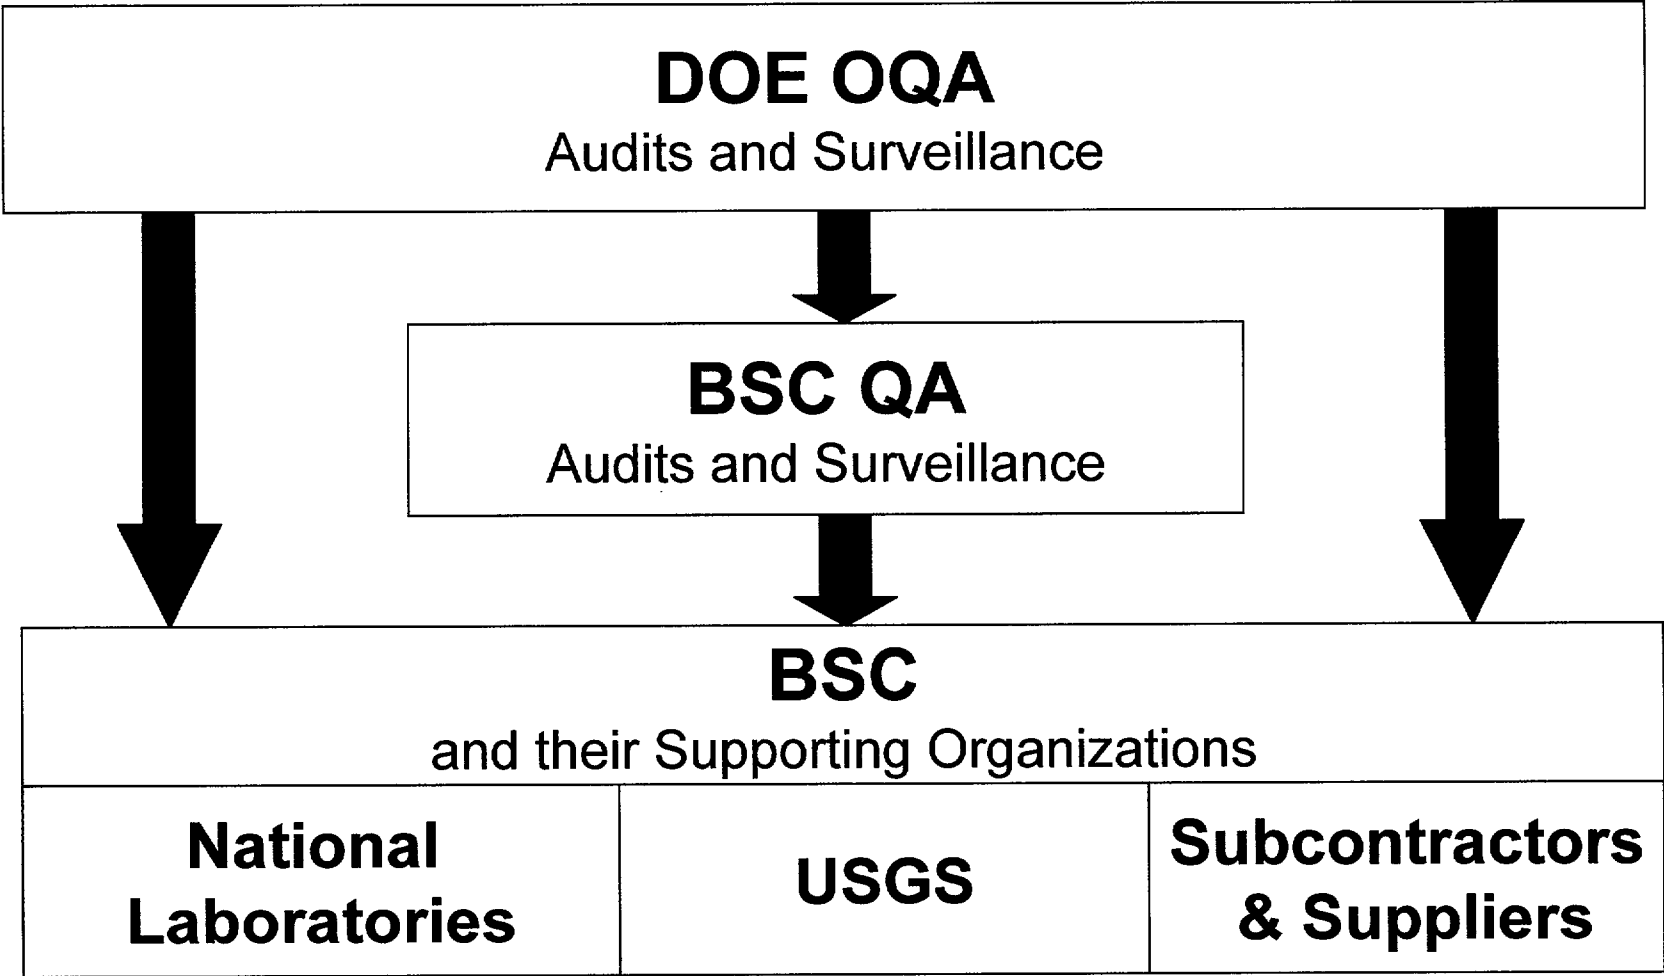 DOE OQA
Audits and Surveillance
BSC QA
Audits and Surveillance
BSC
and their Supporting Organizations
National
Laboratories
USGS
Subcontractors
& Suppliers